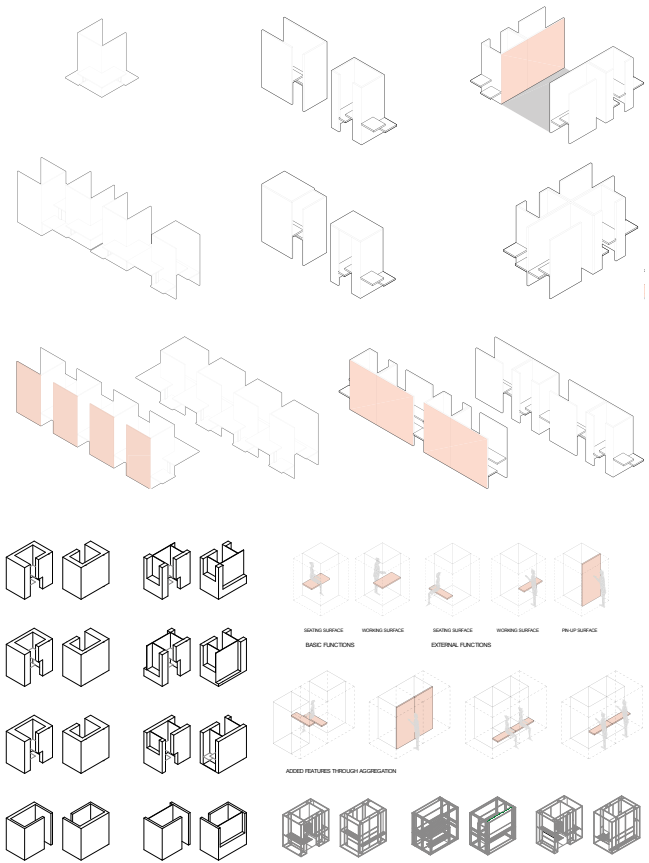 SEATING SURFACE
WORKING SURFACE
SEATING SURFACE
WORKING SURFACE
PIN-UP SURFACE
BASIC FUNCTIONS
EXTERNAL FUNCTIONS
ADDED FEATURES THROUGH AGGREGATION